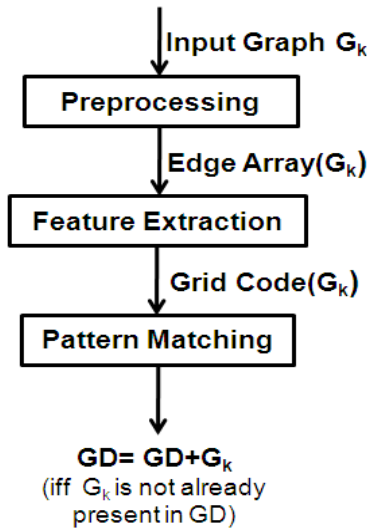 Input Graph Gk
Preprocessing
Edge Array(Gk)
Feature Extraction
Grid Code(Gk)
Pattern Matching
GD= GD+Gk
(iff Gk is not already
present in GD)